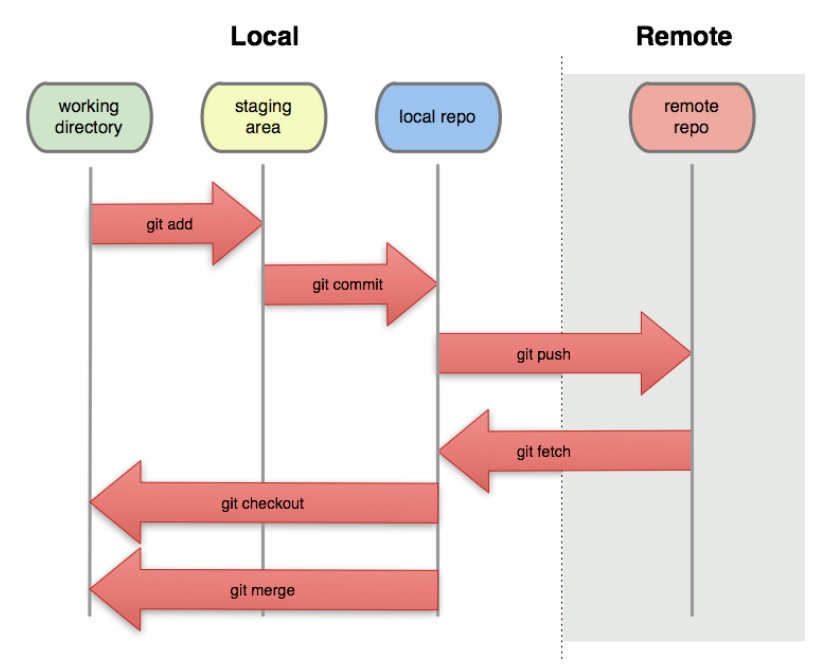 Local
Remote
working
directory
staging
area
local repo
remote
repo
git add
git commit
git push
git fetch
git checkout
git merge